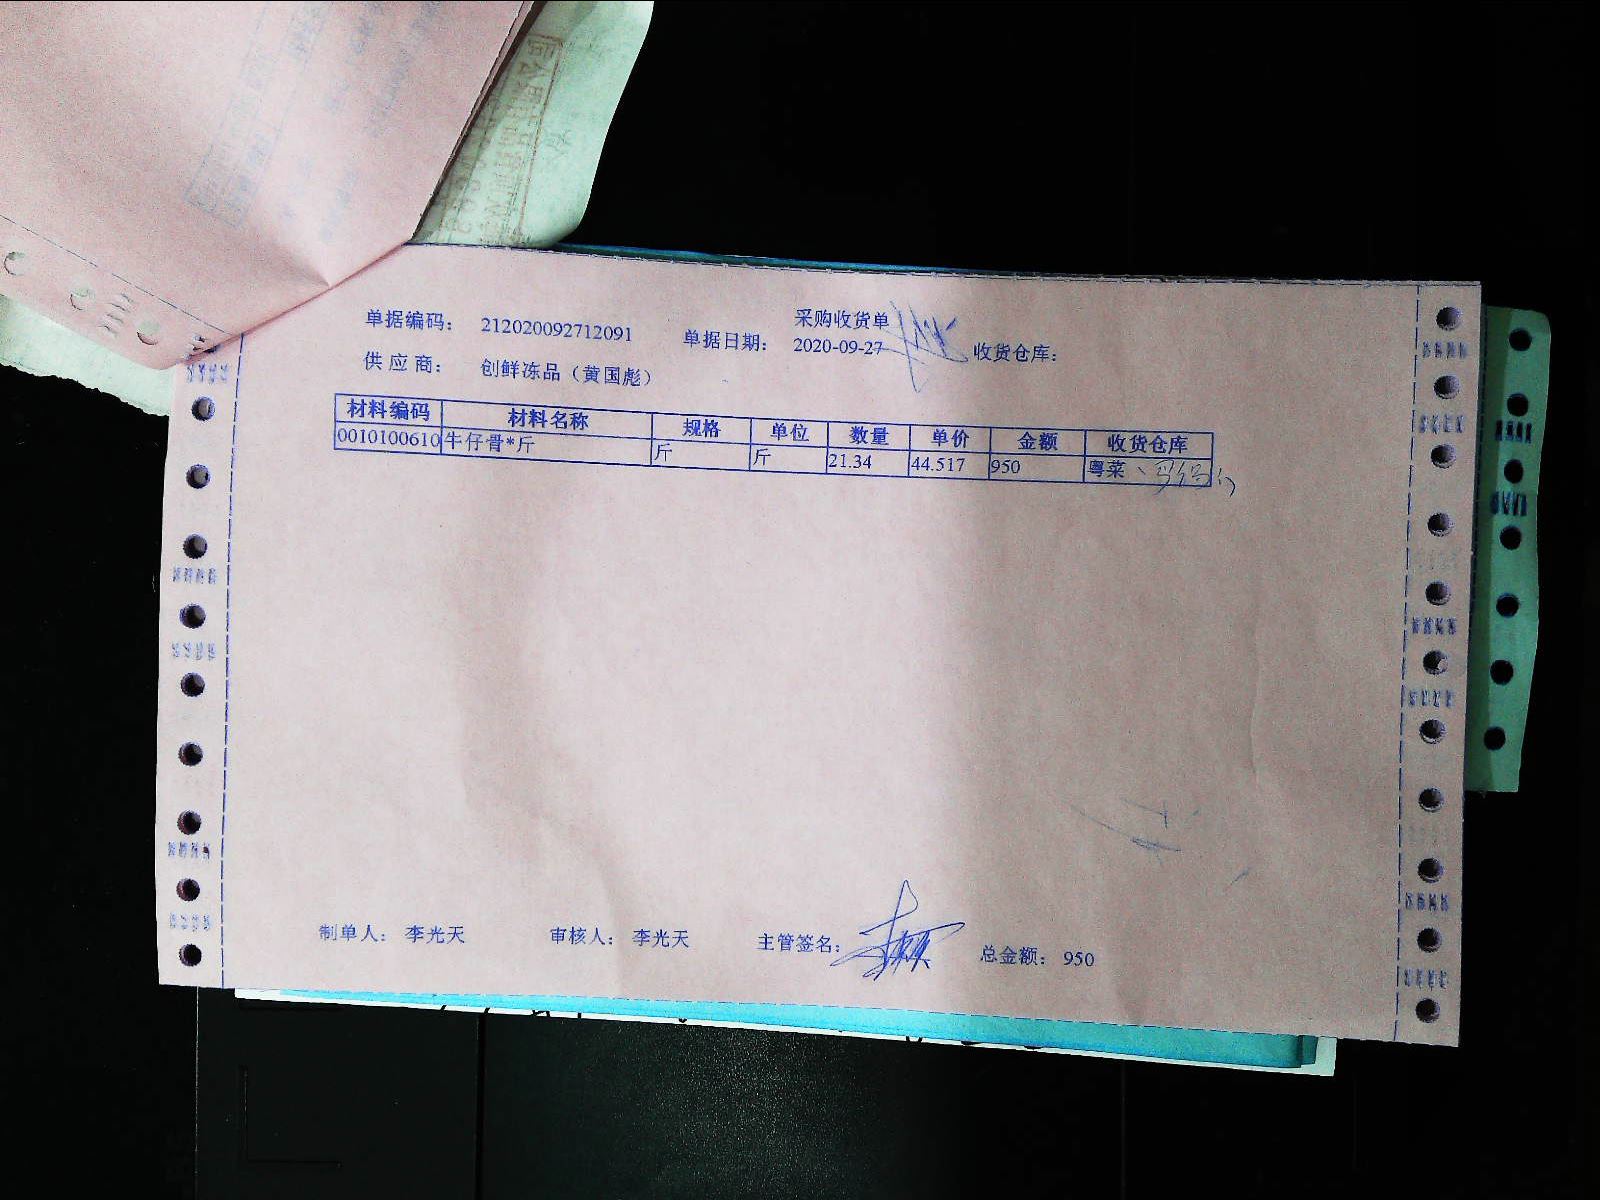 采购收货单
单据编码： 212020092712091 单据日期： 2020-09-27 收货仓库：
供 应 商： 创鲜冻品（黄国彪）
材料编码 材料名称 规格 单位 数量 单价 金额 收货仓库
0010100610 牛仔骨*斤 斤 斤 21.34 44.517 950 粤菜
制单人： 李光天 审核人： 李光天 主管签名： 总金额： 950